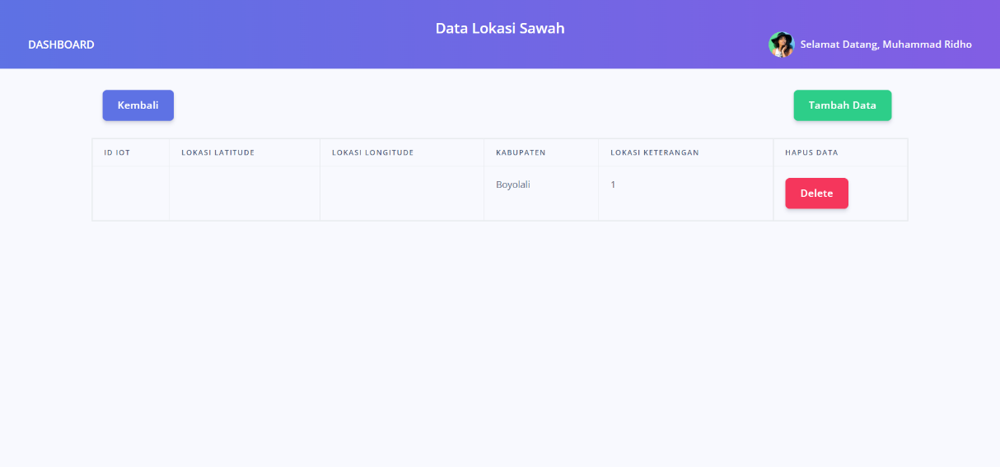 Data Lokasi Sawah
DASHBOARD
Selamat Datang, Muhammad Ridho
Kembali
Tambah Data
ID IOT LOKASI LATITUDE LOKASI LONGITUDE KABUPATEN LOKASI KETERANGAN HAPUS DATA
Boyolali 1 Delete